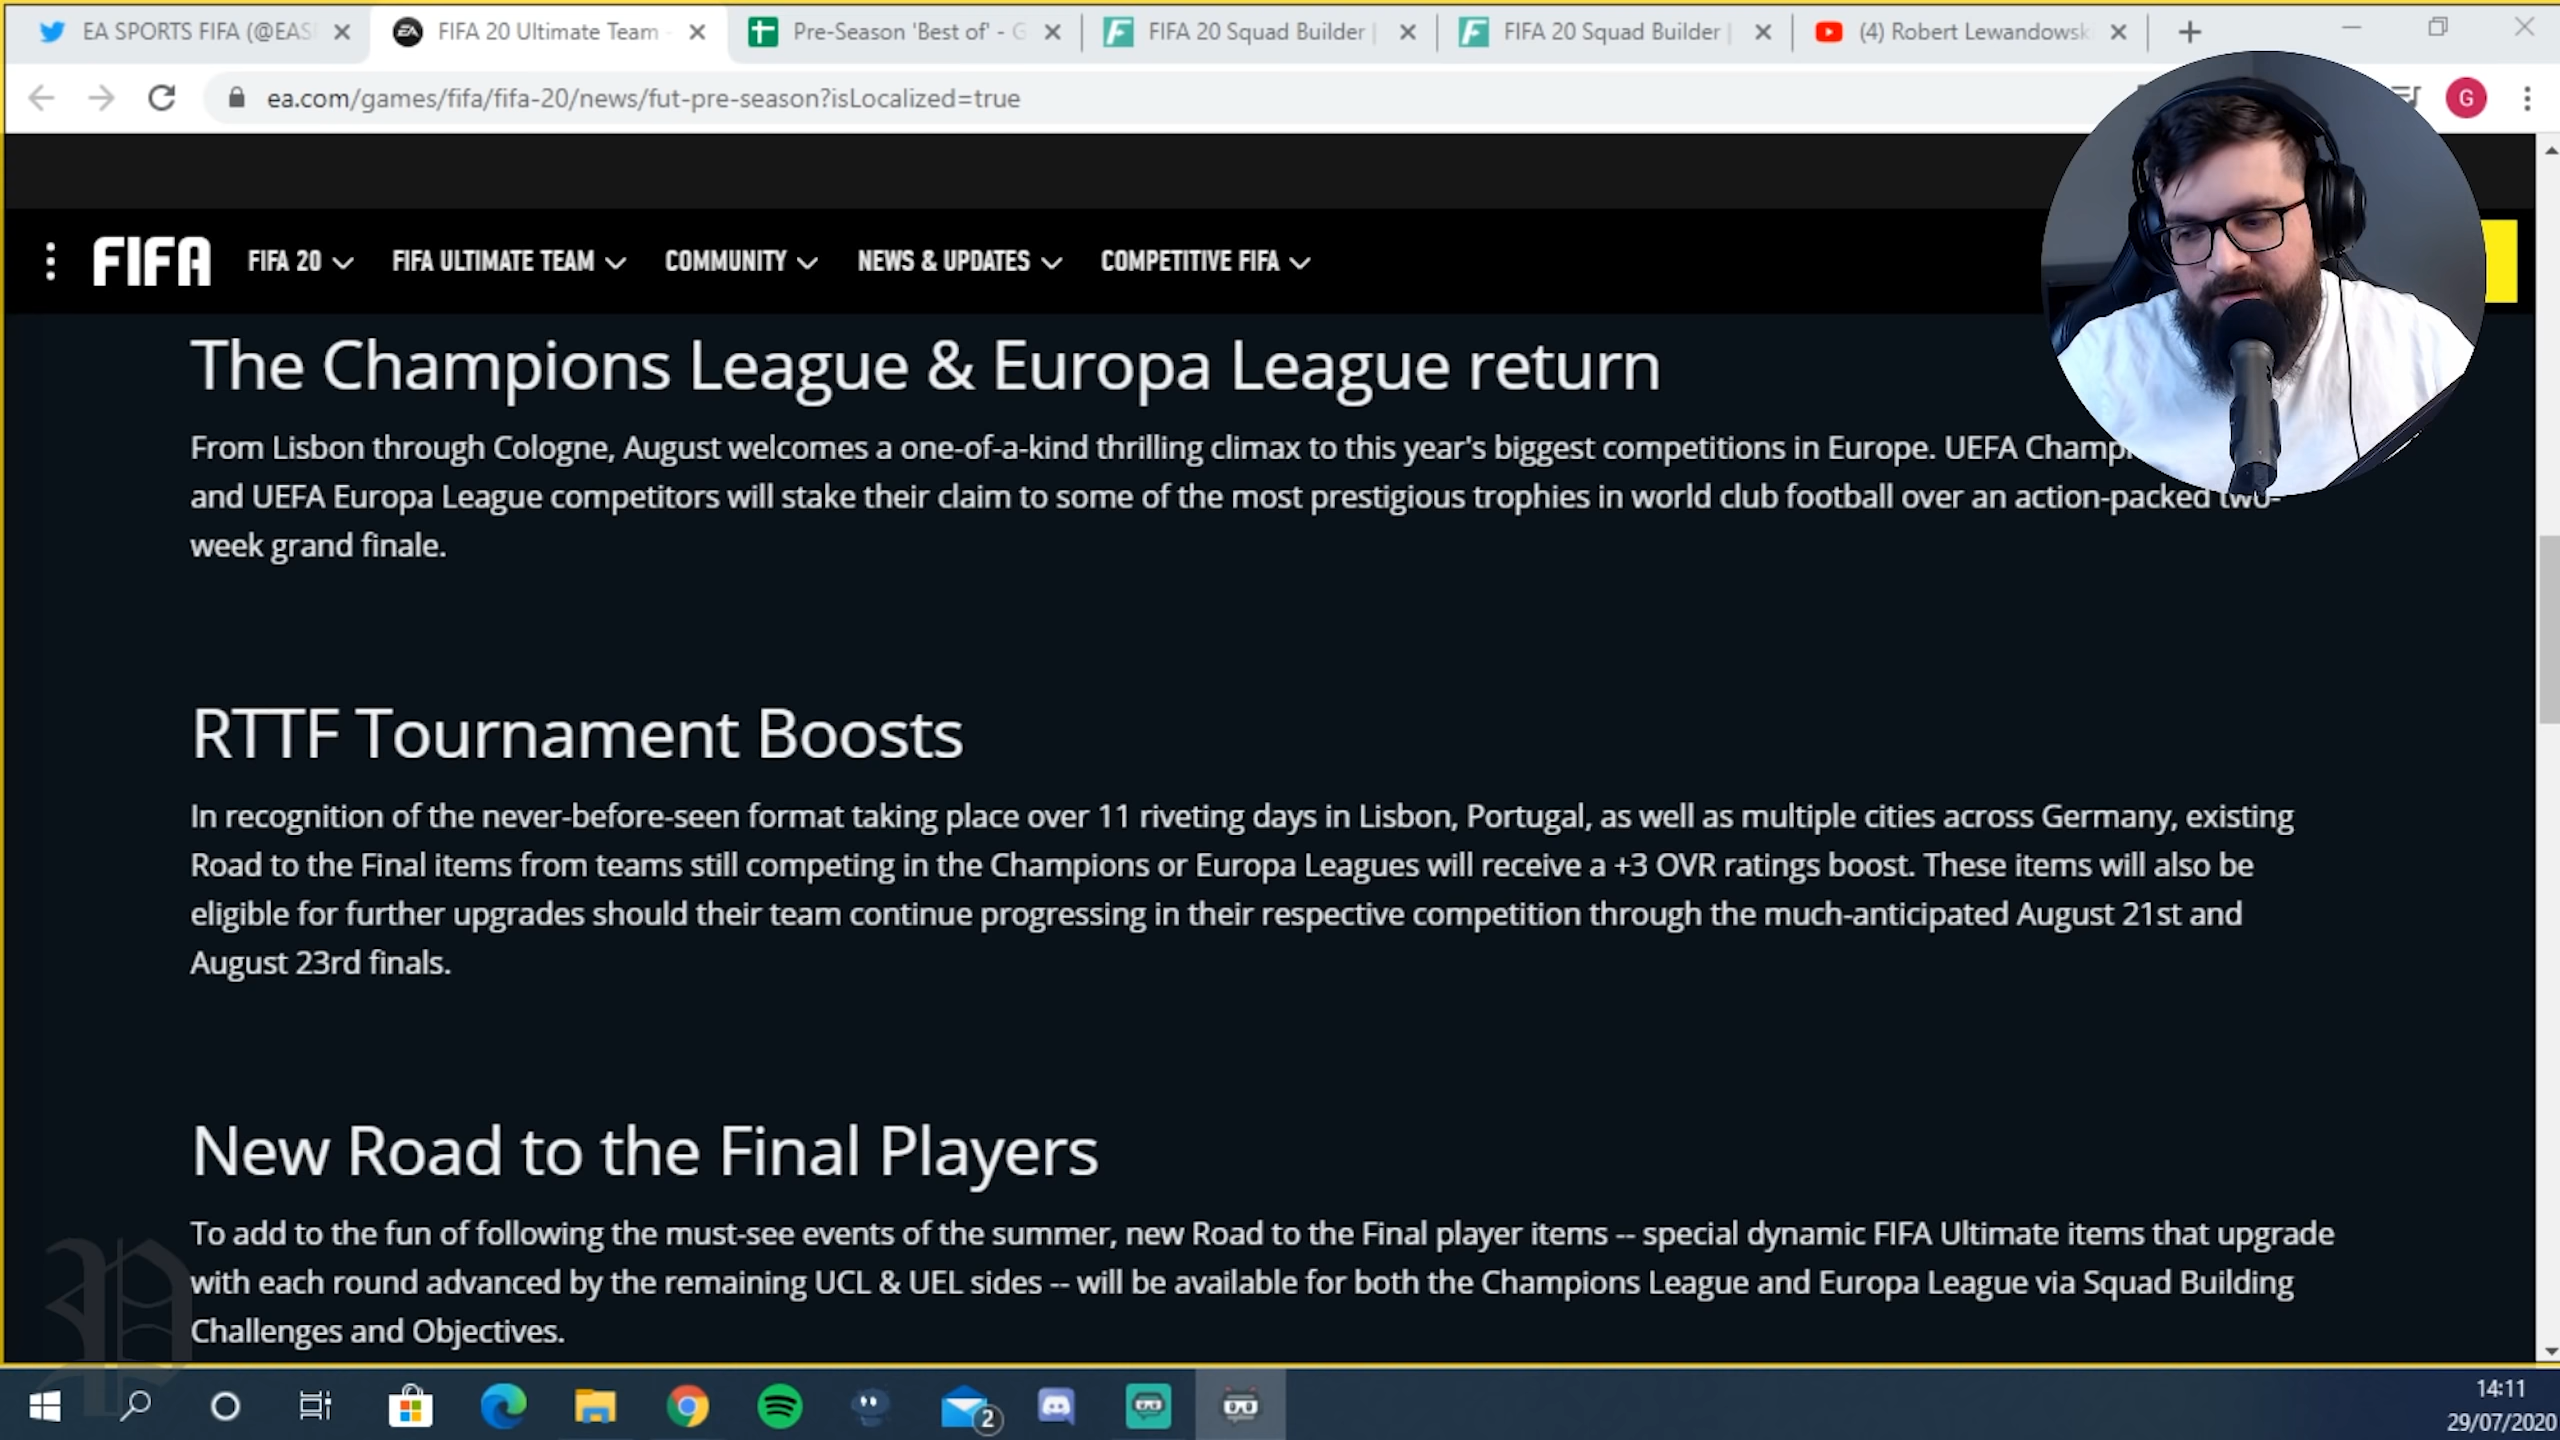 EA SPORTS FIFA (@EAS
FIFA 20 Ultimate Team -
Pre-Season 'Best of' - G
FIFA 20 Squad Builder |
FIFA 20 Squad Builder |
(4) Robert Lewandowsk
ea.com/games/fifa/fifa-20/news/fut-pre-season?isLocalized=true
G
FIFA FIFA 20 FIFA ULTIMATE TEAM COMMUNITY NEWS & UPDATES COMPETITIVE FIFA
The Champions League & Europa League return
From Lisbon through Cologne, August welcomes a one-of-a-kind thrilling climax to this year's biggest competitions in Europe. UEFA Champ
and UEFA Europa League competitors will stake their claim to some of the most prestigious trophies in world club football over an action-packed two-
week grand finale.
RTTF Tournament Boosts
In recognition of the never-before-seen format taking place over 11 riveting days in Lisbon, Portugal, as well as multiple cities across Germany, existing
Road to the Final items from teams still competing in the Champions or Europa Leagues will receive a +3 OVR ratings boost. These items will also be
eligible for further upgrades should their team continue progressing in their respective competition through the much-anticipated August 21st and
August 23rd finals.
New Road to the Final Players
To add to the fun of following the must-see events of the summer, new Road to the Final player items -- special dynamic FIFA Ultimate items that upgrade
with each round advanced by the remaining UCL & UEL sides -- will be available for both the Champions League and Europa League via Squad Building
Challenges and Objectives.
2
14:11
29/07/2020